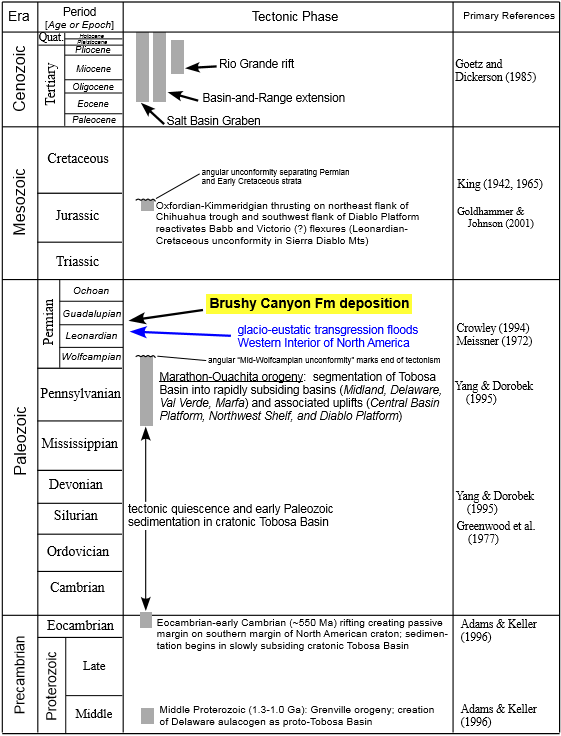 Era
Period
[Age or Epoch]
Tectonic Phase
Primary References
Cenozoic
Quat.
Tertiary
Holocene
Pleistocene
Pliocene
Miocene
Oligocene
Eocene
Paleocene
Rio Grande rift
Basin-and-Range extension
Salt Basin Graben
Goetz and
Dickerson (1985)
Mesozoic
Cretaceous
Jurassic
Triassic
angular unconformity separating Permian
and Early Cretaceous strata
Oxfordian-Kimmeridgian thrusting on northeast flank of
Chihuahua trough and southwest flank of Diablo Platform
reactivates Babb and Victorio (?) flexures (Leonardian-
Cretaceous unconformity in Sierra Diablo Mts)
King (1942, 1965)
Goldhammer &
Johnson (2001)
Paleozoic
Permian
Ochoan
Guadalupian
Leonardian
Wolfcampian
Pennsylvanian
Mississippian
Devonian
Silurian
Ordovician
Cambrian
Brushy Canyon Fm deposition
glacio-eustatic transgression floods
Western Interior of North America
angular "Mid-Wolfcampian unconformity" marks end of tectonism
Marathon-Ouachita orogeny: segmentation of Tobosa
Basin into rapidly subsiding basins (Midland, Delaware,
Val Verde, Marfa) and associated uplifts (Central Basin
Platform, Northwest Shelf, and Diablo Platform)
tectonic quiescence and early Paleozoic
sedimentation in cratonic Tobosa Basin
Crowley (1994)
Meissner (1972)
Yang & Dorobek
(1995)
Yang & Dorobek
(1995)
Greenwood et al.
(1977)
Precambrian
Eocambrian
Proterozoic
Late
Middle
Eocambrian-early Cambrian (~550 Ma) rifting creating passive
margin on southern margin of North American craton; sedimen-
tation begins in slowly subsiding cratonic Tobosa Basin
Middle Proterozoic (1.3-1.0 Ga): Grenville orogeny; creation
of Delaware aulacogen as proto-Tobosa Basin
Adams & Keller
(1996)
Adams & Keller
(1996)